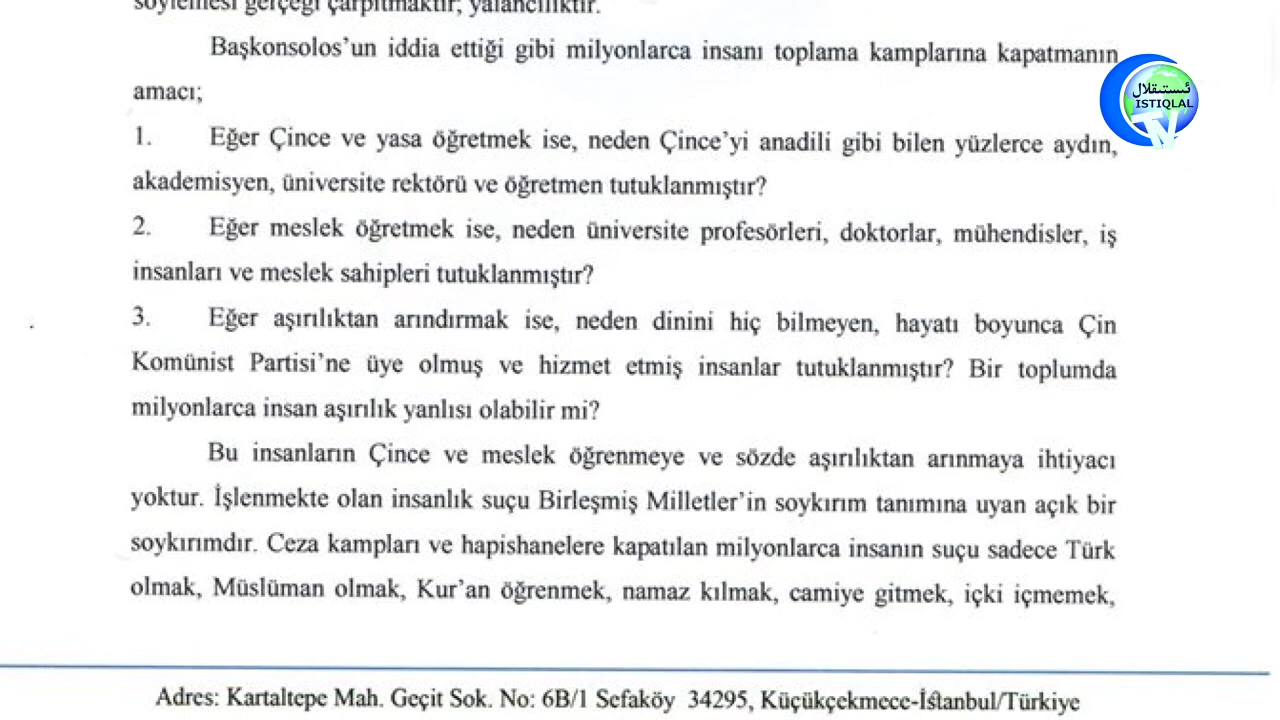 söylemesi gerçeği çarpıtmaktır, yalancılıktır.
Başkonsolos’un iddia ettiği gibi milyonlarca insanı toplama kamplarına kapatmanın
amacı;
ئىستىقلال
ISTIQLAL
TV
1. Eğer Çince ve yasa öğretmek ise, neden Çince’yi anadili gibi bilen yüzlerce aydın,
akademisyen, üniversite rektörü ve öğretmen tutuklanmıştır?
2. Eğer meslek öğretmek ise, neden üniversite profesörleri, doktorlar, mühendisler, iş
insanları ve meslek sahipleri tutuklanmıştır?
3. Eğer aşırılıktan arındırmak ise, neden dinini hiç bilmeyen, hayatı boyunca Çin
Komünist Partisi’ne üye olmuş ve hizmet etmiş insanlar tutuklanmıştır? Bir toplumda
milyonlarca insan aşırılık yanlısı olabilir mi?
Bu insanların Çince ve meslek öğrenmeye ve sözde aşırılıktan arınmaya ihtiyacı
yoktur. İşlenmekte olan insanlık suçu Birleşmiş Milletler’in soykırım tanımına uyan açık bir
soykırımdır. Ceza kampları ve hapishanelere kapatılan milyonlarca insanın suçu sadece Türk
olmak, Müslüman olmak, Kur’an öğrenmek, namaz kılmak, camiye gitmek, içki içmemek,
Adres: Kartaltepe Mah. Geçit Sok. No: 6B/1 Sefaköy 34295, Küçükçekmece-İstanbul/Türkiye